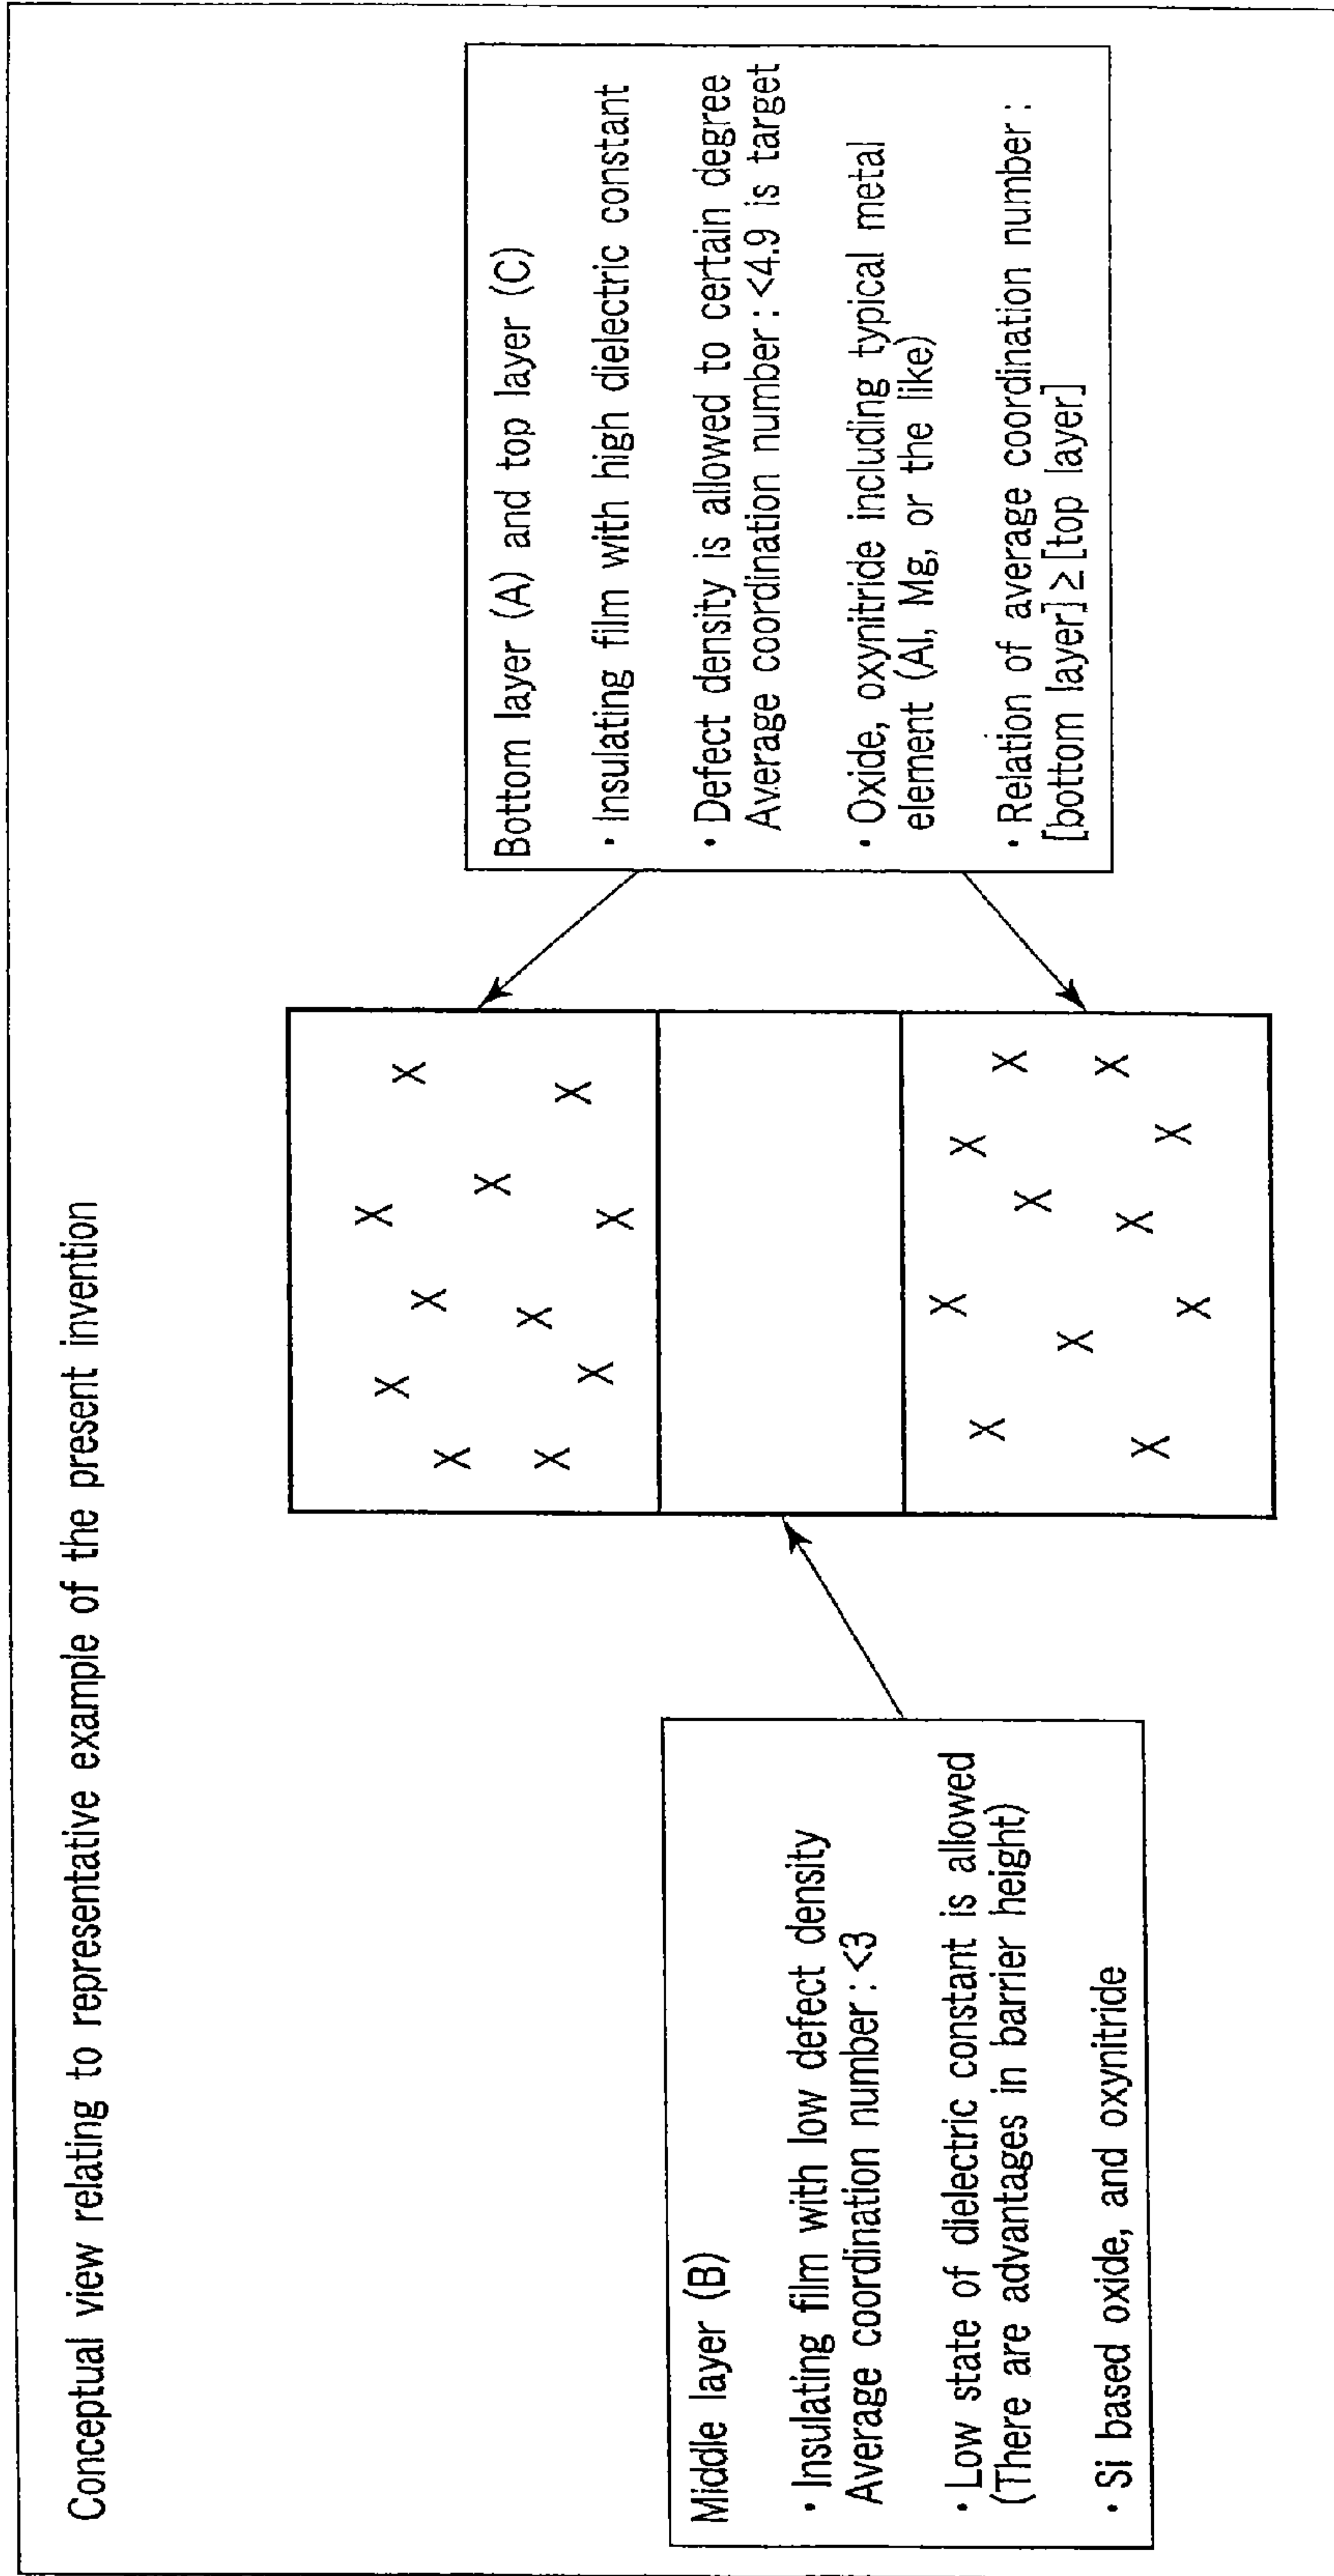 Conceptual view relating to representative example of the present invention
Middle layer (B)
· Insulating film with low defect density
Average coordination number : <3
· Low state of dielectric constant is allowed
(There are advantages in barrier height)
· Si based oxide, and oxynitride
X X X X X X X X X X X
X X X X X X X X X X X
Bottom layer (A) and top layer (C)
· Insulating film with high dielectric constant
· Defect density is allowed to certain degree
Average coordination number : <4.9 is target
· Oxide, oxynitride including typical metal
element (Al, Mg, or the like)
· Relation of average coordination number :
[bottom layer] ≥ [top layer]